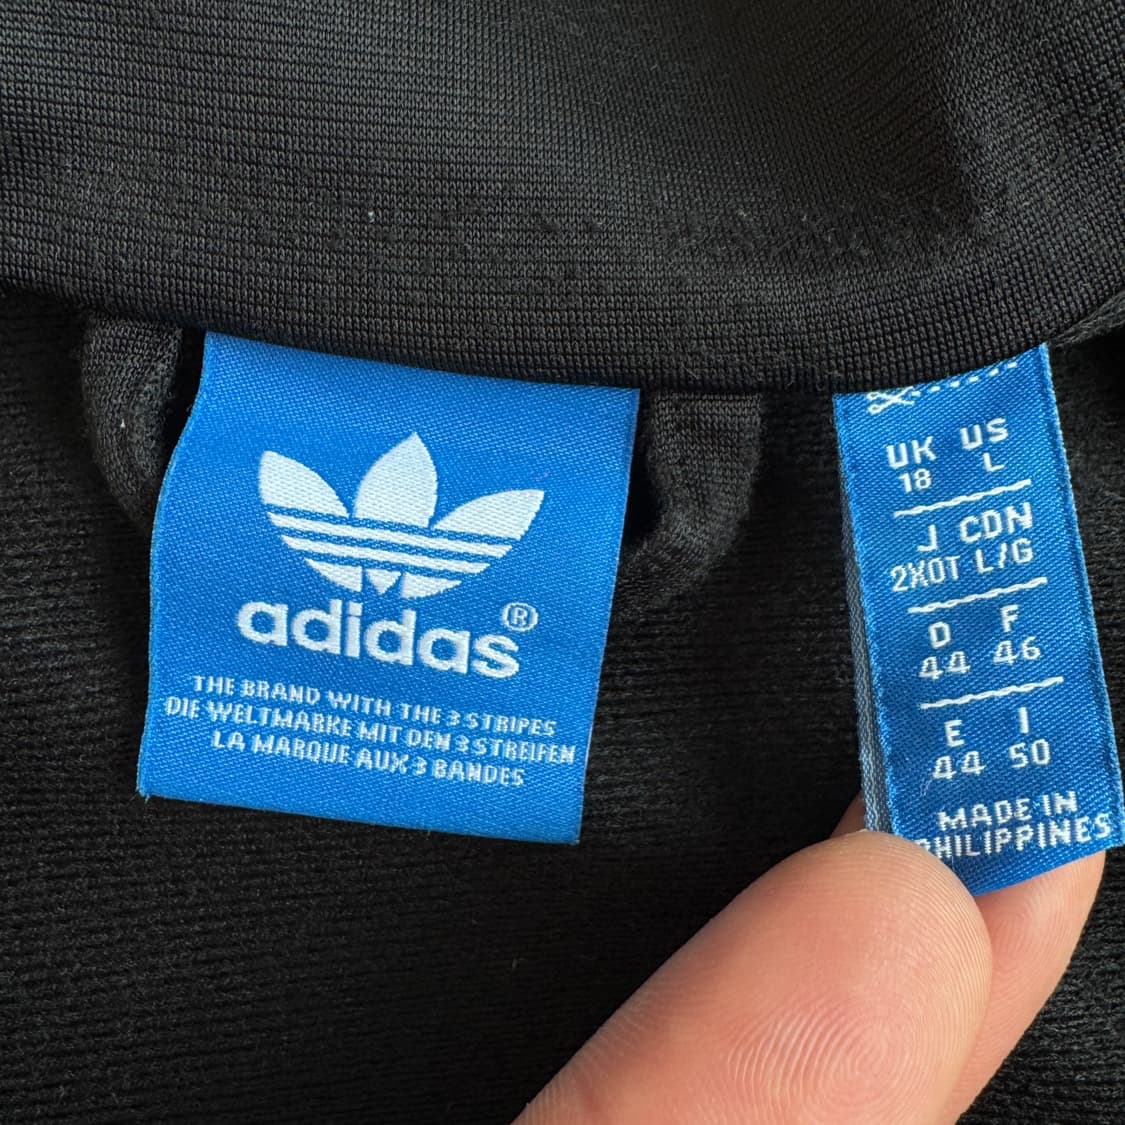 adidas®
THE BRAND WITH THE 3 STRIPES
DIE WELTMARKE MIT DEN 3 STREIFEN
LA MARQUE AUX 3 BANDES
UK US
18 L
J CDN
2XOT L/G
D F
44 46
E I
44 50
MADE IN
PHILIPPINES